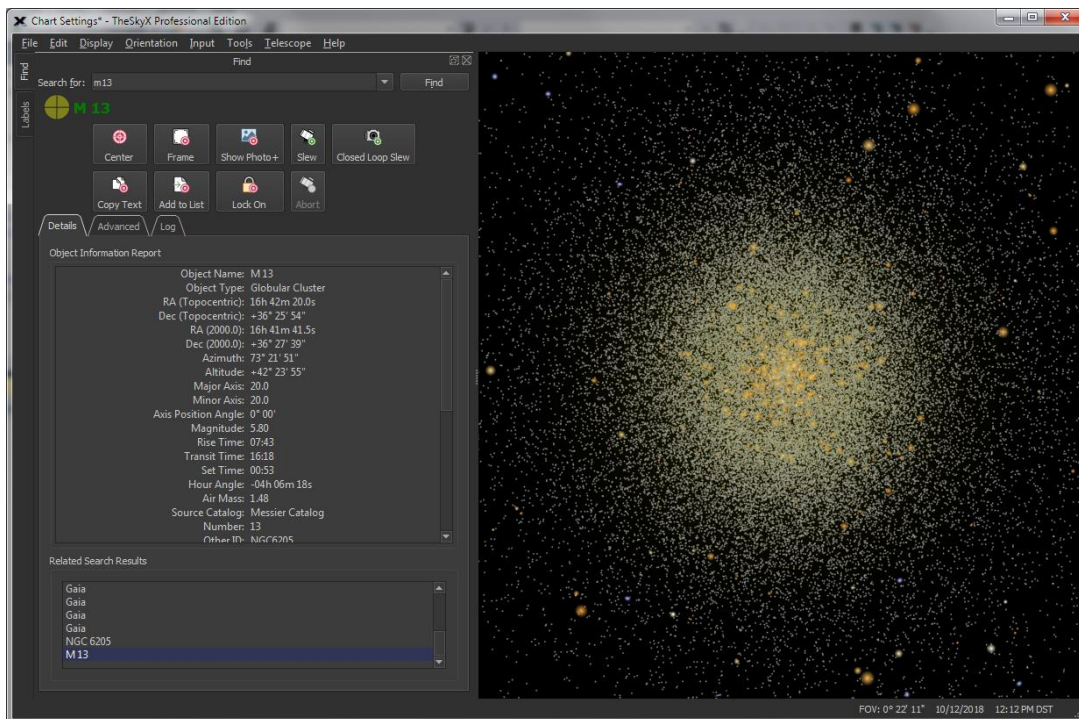 Chart Settings* - TheSkyX Professional Edition
File Edit Display Orientation Input Tools Telescope Help
Find
Labels
Find
Search for: m13 Find
M 13
Center Frame Show Photo+ Slew Closed Loop Slew
Copy Text Add to List Lock On Abort
Details Advanced Log
Object Information Report
Object Name: M 13
Object Type: Globular Cluster
RA (Topocentric): 16h 42m 20.0s
Dec (Topocentric): +36° 25' 54"
RA (2000.0): 16h 41m 41.5s
Dec (2000.0): +36° 27' 39"
Azimuth: 73° 21' 51"
Altitude: +42° 23' 55"
Major Axis: 20.0
Minor Axis: 20.0
Axis Position Angle: 0° 00'
Magnitude: 5.80
Rise Time: 07:43
Transit Time: 16:18
Set Time: 00:53
Hour Angle: -04h 06m 18s
Air Mass: 1.48
Source Catalog: Messier Catalog
Number: 13
Other ID: NGC6205
Related Search Results
Gaia
Gaia
Gaia
Gaia
NGC 6205
M 13
FOV: 0° 22' 11" 10/12/2018 12:12 PM DST